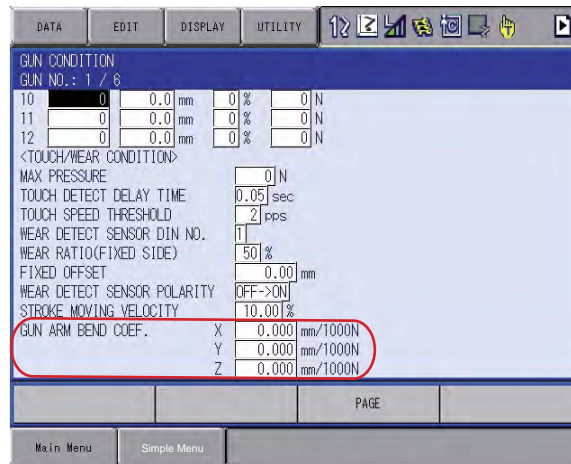 DATA EDIT DISPLAY UTILITY
GUN CONDITION
GUN NO.: 1 / 6
10 0 0.0 mm 0 % 0 N
11 0 0.0 mm 0 % 0 N
12 0 0.0 mm 0 % 0 N
<TOUCH/WEAR CONDITION>
MAX PRESSURE 0 N
TOUCH DETECT DELAY TIME 0.05 sec
TOUCH SPEED THRESHOLD 2 pps
WEAR DETECT SENSOR DIN NO. 1
WEAR RATIO(FIXED SIDE) 50 %
FIXED OFFSET 0.00 mm
WEAR DETECT SENSOR POLARITY OFF->ON
STROKE MOVING VELOCITY 10.00 %
GUN ARM BEND COEF. X 0.000 mm/1000N
Y 0.000 mm/1000N
Z 0.000 mm/1000N
PAGE
Main Menu Simple Menu